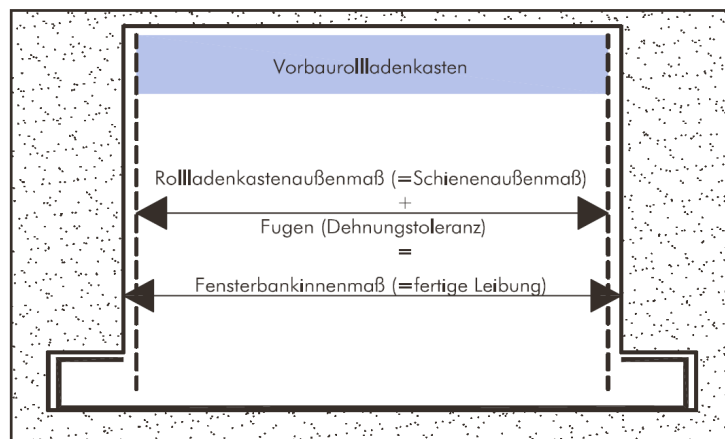 Vorbaurollladenkasten
Rollladenkastenaußenmaß (=Schienenaußenmaß)
+
Fugen (Dehnungstoleranz)
=
Fensterbankinnenmaß (=fertige Leibung)